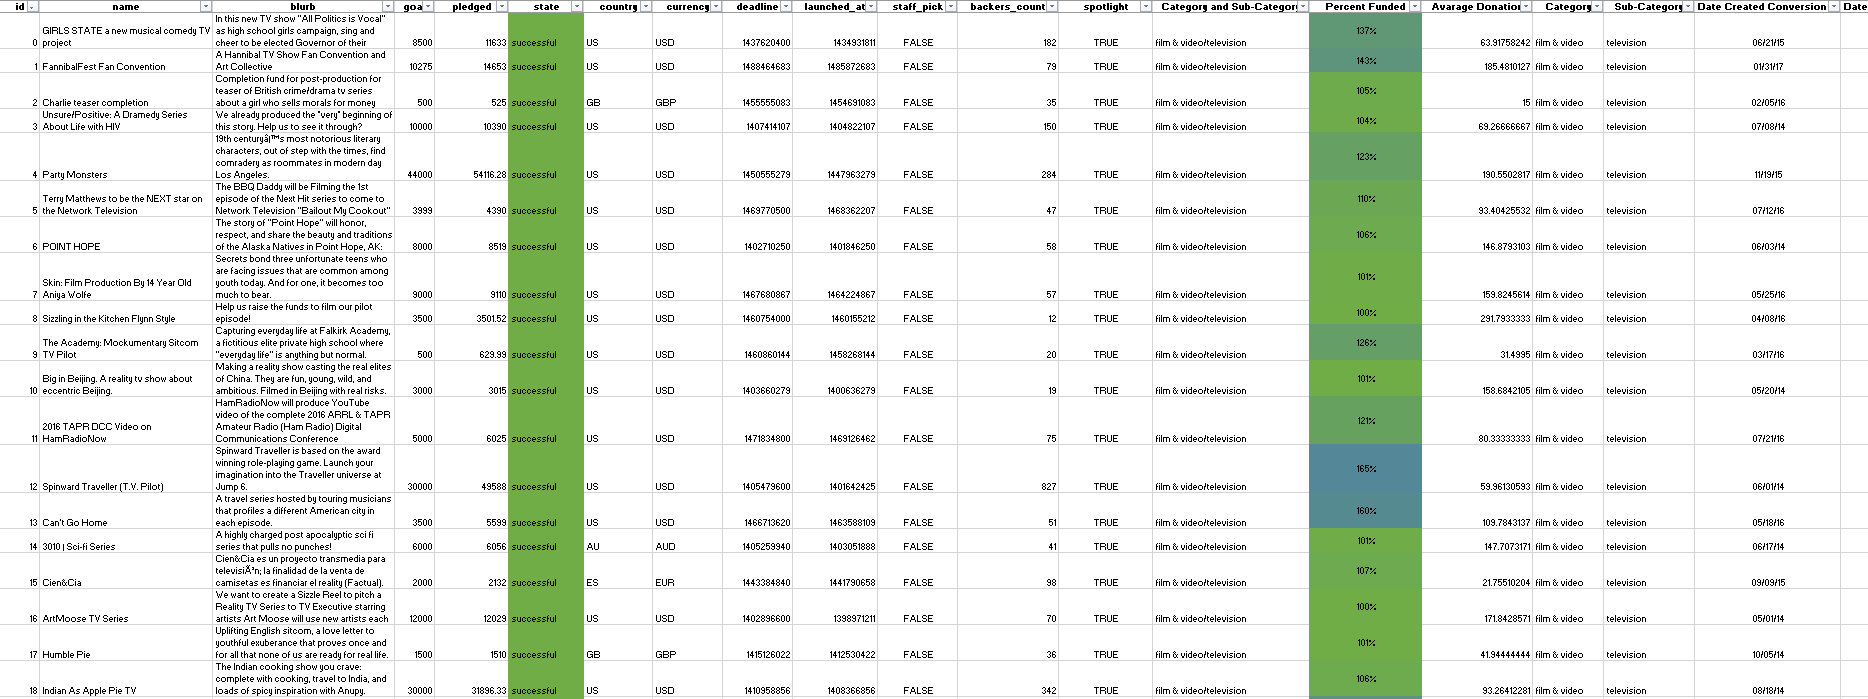 id name blurb goa pledged state country currency deadline launched_at staff_pick backers_count spotlight Category and Sub-Categor Percent Funded Avarage Donation Category Sub-Category Date Created Conversion Date
In this new TV show "All Politics is Vocal"
GIRLS STATE a new musical comedy TV as high school girls campaign, sing and 137%
0 project cheer to be elected Governor of their 8500 11633 successful US USD 1437620400 1434931811 FALSE 182 TRUE film & video/television 63.91758242 film & video television 06/21/15
A Hannibal TV Show Fan Convention and 143%
1 FannibalFest Fan Convention Art Collective 10275 14653 successful US USD 1488464683 1485872683 FALSE 79 TRUE film & video/television 185.4810127 film & video television 01/31/17
Completion fund for post-production for
teaser of British crime/drama tv series 105%
2 Charlie teaser completion about a girl who sells morals for money 500 525 successful GB GBP 1455555083 1454691083 FALSE 35 TRUE film & video/television 15 film & video television 02/05/16
Unsure/Positive: A Dramedy Series We already produced the "very" beginning of 104%
3 About Life with HIV this story. Help us to see it through? 10000 10390 successful US USD 1407414107 1404822107 FALSE 150 TRUE film & video/television 69.26666667 film & video television 07/08/14
19th centuryâ|™s most notorious literary
characters, out of step with the times, find
comradery as roommates in modern day 123%
4 Party Monsters Los Angeles. 44000 54116.28 successful US USD 1450555279 1447963279 FALSE 284 TRUE film & video/television 190.5502817 film & video television 11/19/15
The BBQ Daddy will be Filming the 1st
Terry Matthews to be the NEXT star on episode of the Next Hit series to come to 110%
5 the Network Television Network Television "Bailout My Cookout" 3999 4390 successful US USD 1469770500 1468362207 FALSE 47 TRUE film & video/television 93.40425532 film & video television 07/12/16
The story of "Point Hope" will honor,
respect, and share the beauty and traditions 106%
6 POINT HOPE of the Alaska Natives in Point Hope, AK: 8000 8519 successful US USD 1402710250 1401846250 FALSE 58 TRUE film & video/television 146.8793103 film & video television 06/03/14
Secrets bond three unfortunate teens who
are facing issues that are common among
Skin: Film Production By 14 Year Old youth today. And for one, it becomes too 101%
7 Aniya Wolfe much to bear. 9000 9110 successful US USD 1467680867 1464224867 FALSE 57 TRUE film & video/television 159.8245614 film & video television 05/25/16
Help us raise the funds to film our pilot 100%
8 Sizzling in the Kitchen Flynn Style episode! 3500 3501.52 successful US USD 1460754000 1460155212 FALSE 12 TRUE film & video/television 291.7933333 film & video television 04/08/16
Capturing everyday life at Falkirk Academy,
The Academy: Mockumentary Sitcom a fictitious elite private high school where 126%
9 TV Pilot "everyday life" is anything but normal. 500 629.99 successful US USD 1460860144 1458268144 FALSE 20 TRUE film & video/television 31.4995 film & video television 03/17/16
Making a reality show casting the real elites
Big in Beijing. A reality tv show about of China. They are fun, young, wild, and 101%
10 eccentric Beijing. ambitious. Filmed in Beijing with real risks. 3000 3015 successful US USD 1403660279 1400636279 FALSE 19 TRUE film & video/television 158.6842105 film & video television 05/20/14
HamRadioNow will produce YouTube
video of the complete 2016 ARRL & TAPR
2016 TAPR DCC Video on Amateur Radio (Ham Radio) Digital 121%
11 HamRadioNow Communications Conference 5000 6025 successful US USD 1471834800 1469126462 FALSE 75 TRUE film & video/television 80.33333333 film & video television 07/21/16
Spinward Traveller is based on the award
winning role-playing game. Launch your
imagination into the Traveller universe at 165%
12 Spinward Traveller (T.V. Pilot) Jump 6. 30000 49588 successful US USD 1405479600 1401642425 FALSE 827 TRUE film & video/television 59.96130593 film & video television 06/01/14
A travel series hosted by touring musicians
that profiles a different American city in 160%
13 Can't Go Home each episode. 3500 5599 successful US USD 1466713620 1463588109 FALSE 51 TRUE film & video/television 109.7843137 film & video television 05/18/16
A highly charged post apocalyptic sci fi 101%
14 3010 | Sci-fi Series series that pulls no punches! 6000 6056 successful AU AUD 1405259940 1403051888 FALSE 41 TRUE film & video/television 147.7073171 film & video television 06/17/14
Cien&Cia es un proyecto transmedia para
televisiÃ³n; la finalidad de la venta de 107%
15 Cien&Cia camisetas es financiar el reality (Factual). 2000 2132 successful ES EUR 1443384840 1441790658 FALSE 98 TRUE film & video/television 21.75510204 film & video television 09/09/15
We want to create a Sizzle Reel to pitch a
Reality TV Series to TV Executive starring 100%
16 ArtMoose TV Series artists Art Moose will use new artists each 12000 12029 successful US USD 1402896600 1398971211 FALSE 70 TRUE film & video/television 171.8428571 film & video television 05/01/14
Uplifting English sitcom, a love letter to
youthful exuberance that proves once and 101%
17 Humble Pie for all that none of us are ready for real life. 1500 1510 successful GB GBP 1415126022 1412530422 FALSE 36 TRUE film & video/television 41.94444444 film & video television 10/05/14
The Indian cooking show you crave:
complete with cooking, travel to India, and 106%
18 Indian As Apple Pie TV loads of spicy inspiration with Anupy. 30000 31896.33 successful US USD 1410958856 1408366856 FALSE 342 TRUE film & video/television 93.26412281 film & video television 08/18/14